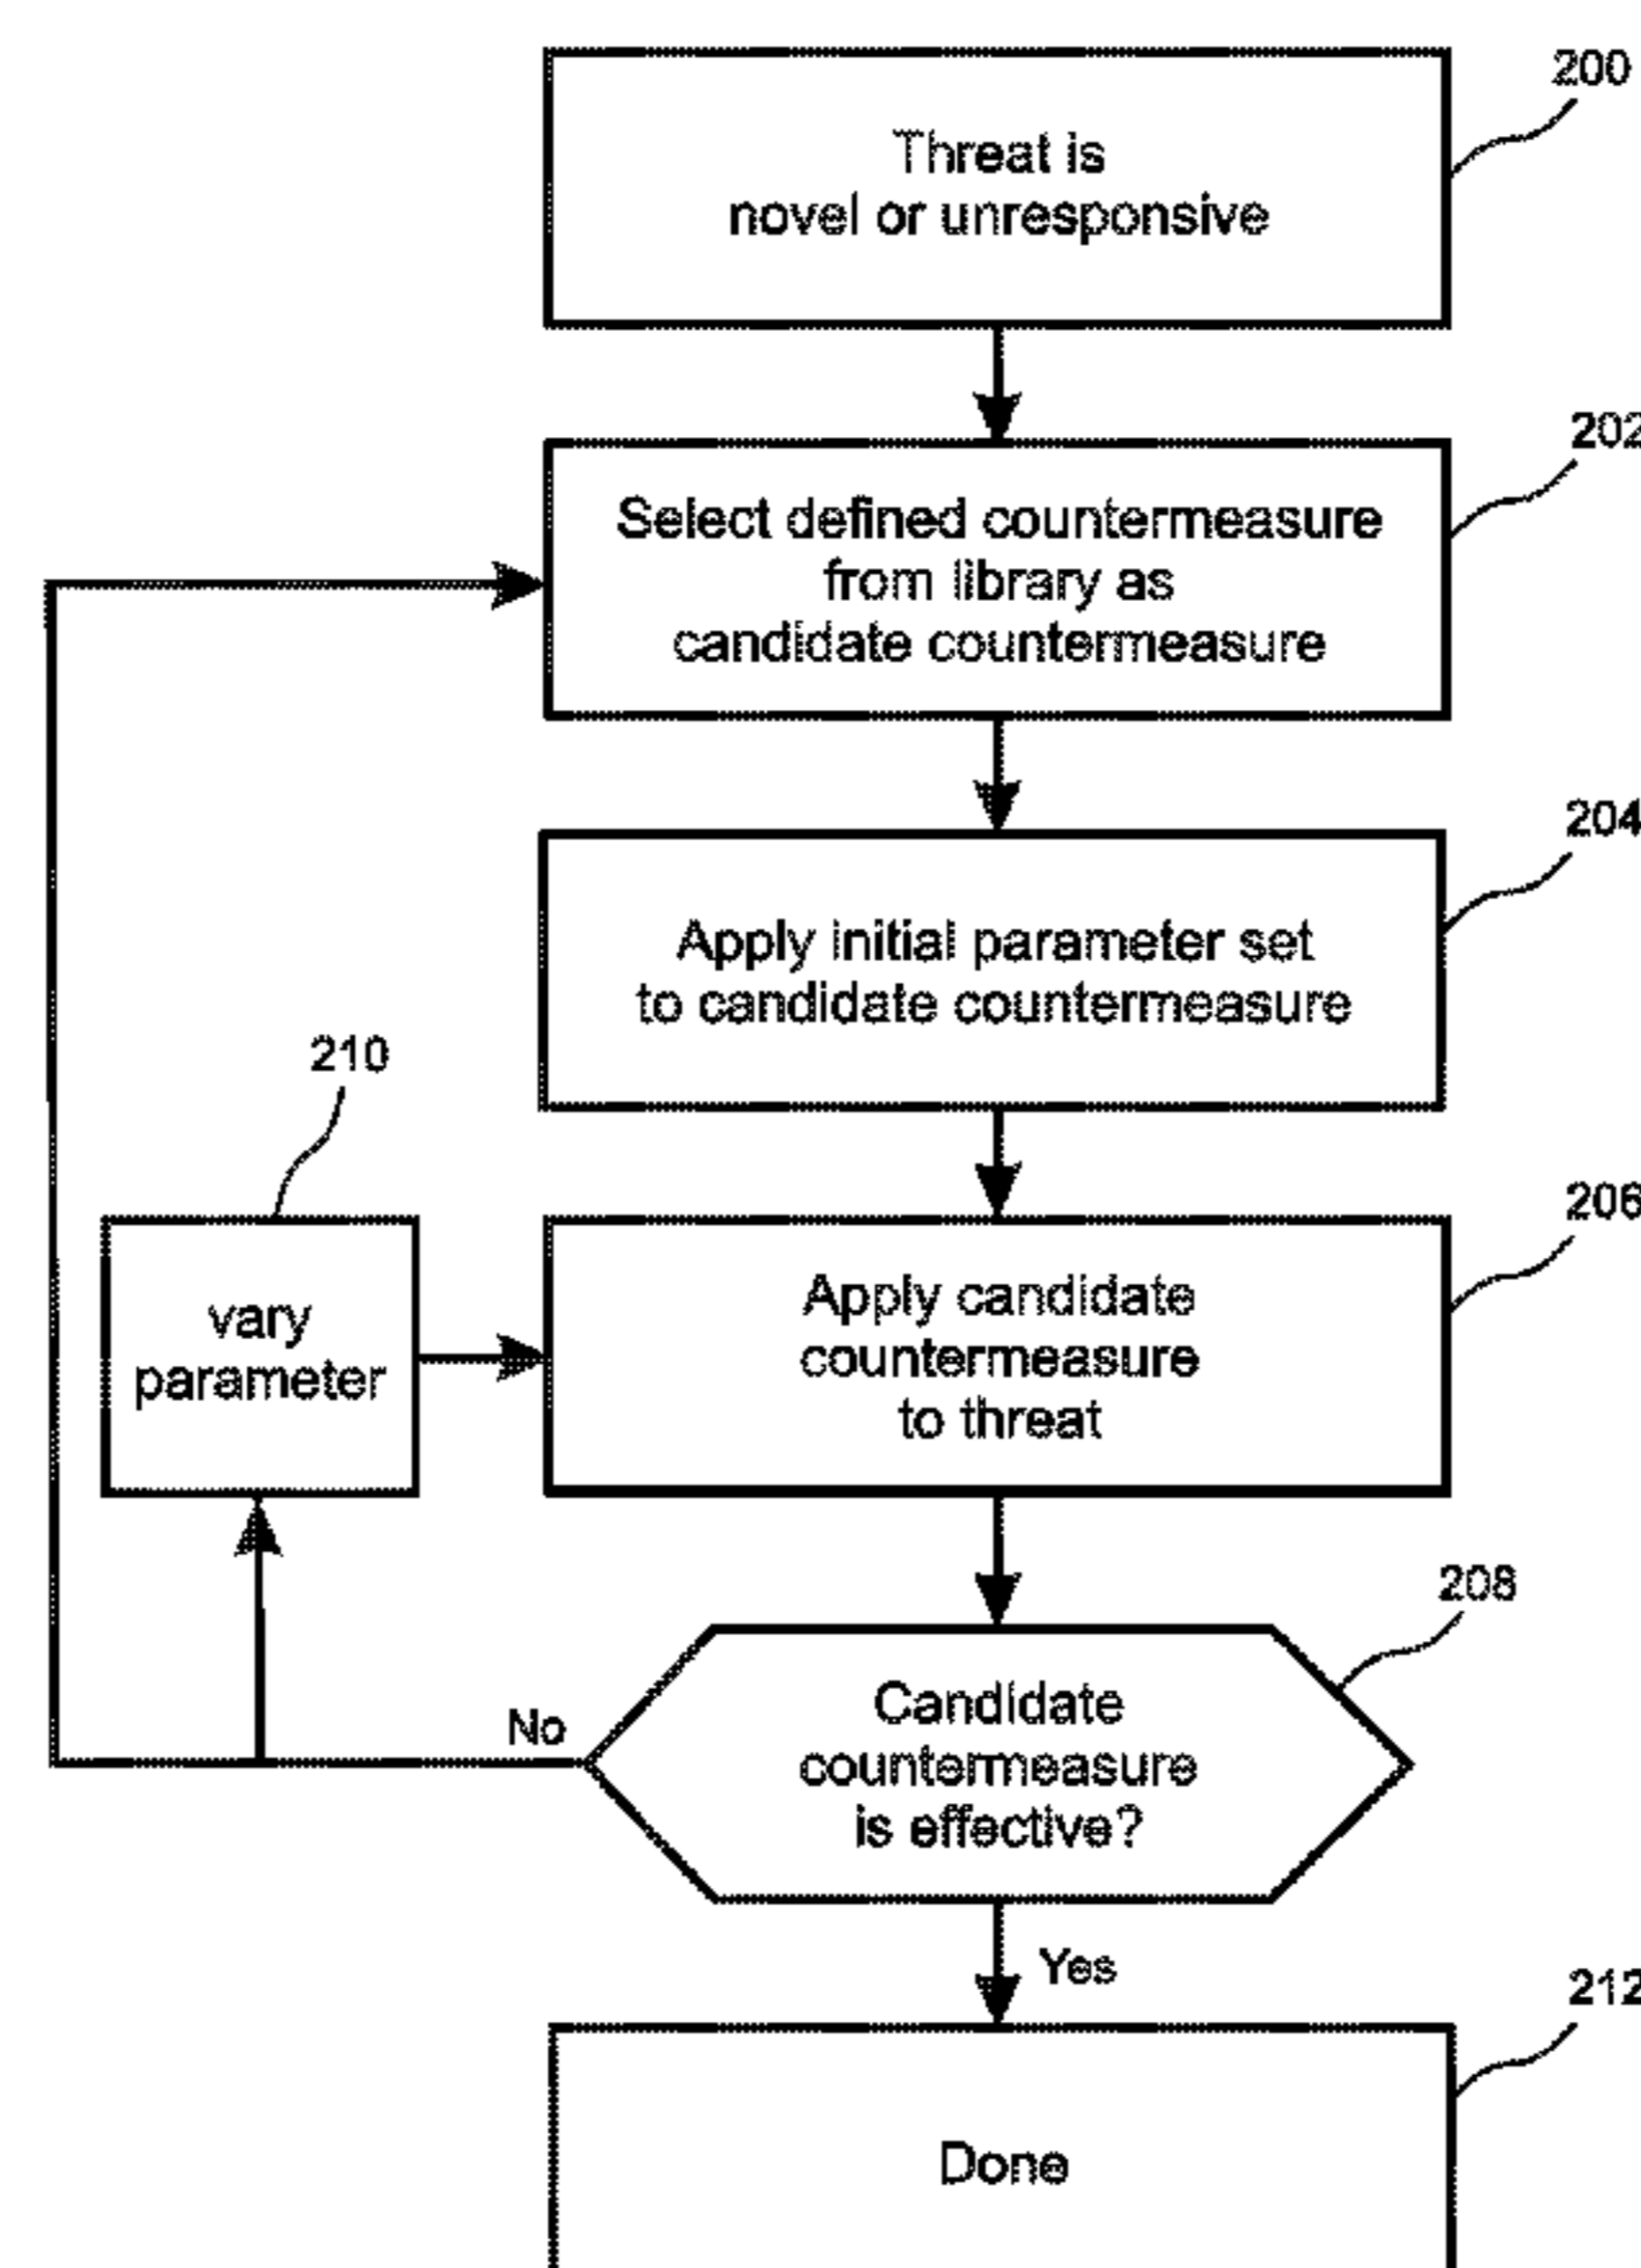 200
Threat is
novel or unresponsive
202
Select defined countermeasure
from library as
candidate countermeasure
204
Apply initial parameter set
to candidate countermeasure
210
206
vary
parameter
Apply candidate
countermeasure
to threat
208
No
Candidate
countermeasure
is effective?
Yes
212
Done